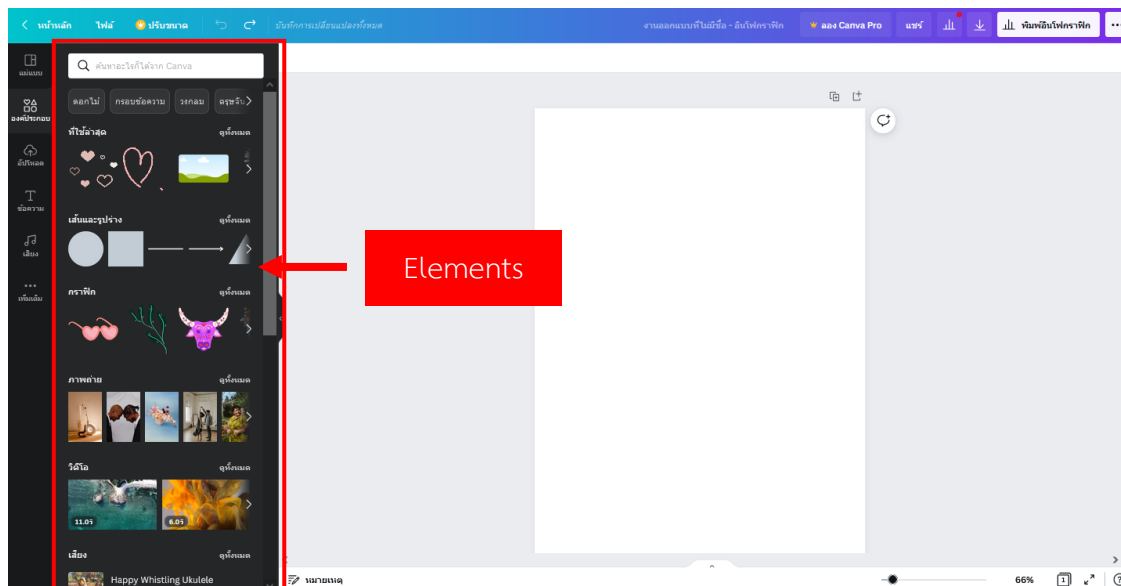 หน้าหลัก ไฟล์ ปรับขนาด บันทึกการเปลี่ยนแปลงทั้งหมด งานออกแบบที่ไม่มีชื่อ - อินโฟกราฟิก ลอง Canva Pro แชร์ พิมพ์อินโฟกราฟิก
แม่แบบ
องค์ประกอบ
อัปโหลด
ข้อความ
เสียง
เพิ่มเติม
ค้นหาอะไรก็ได้จาก Canva
ดอกไม้ กรอบข้อความ วงกลม ตรุษจีน
ที่ใช้ล่าสุด ดูทั้งหมด
เส้นและรูปร่าง ดูทั้งหมด
กราฟิก ดูทั้งหมด
ภาพถ่าย ดูทั้งหมด
วิดีโอ ดูทั้งหมด
11.0วิ 6.0วิ
เสียง ดูทั้งหมด
Happy Whistling Ukulele
Elements
หมายเหตุ 66% 1